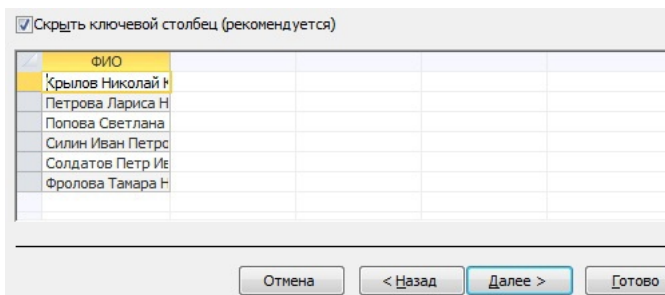 Скрыть ключевой столбец (рекомендуется)
ФИО
Крылов Николай К
Петрова Лариса Н
Попова Светлана
Силин Иван Петро
Солдатов Петр Ив
Фролова Тамара Н
Отмена < Назад Далее > Готово